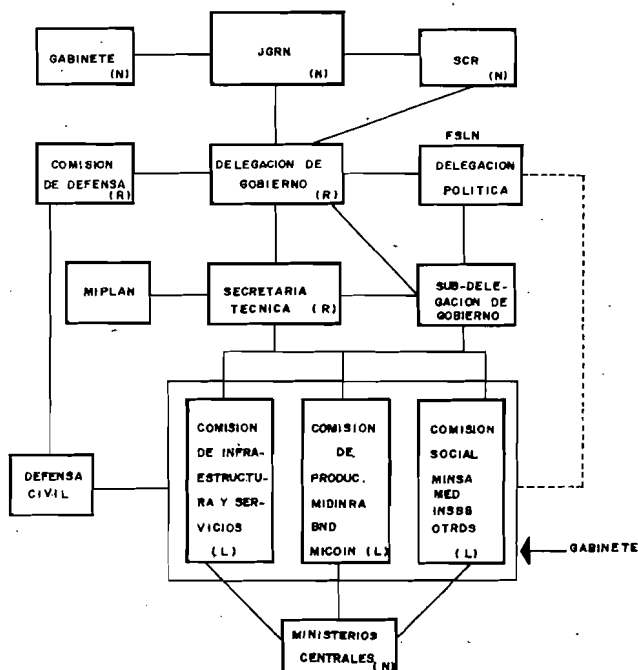 GABINETE
(N)
JGRN
(N)
SCR
(N)
COMISION
DE DEFENSA
(R)
DELEGACION DE
GOBIERNO
(R)
FSLN
DELEGACION
POLITICA
MIPLAN
SECRETARIA
TECNICA (R)
SUB-DELE-
GACION DE
GOBIERNO
DEFENSA
CIVIL
COMISION
DE INFRA-
ESTRUCTU-
RA Y SER-
VICIOS
(L)
COMISION
DE
PRODUC.
MIDINRA
BND
MICOIN (L)
COMISION
SOCIAL
MINSA
MED
INSBB
OTRDS
(L)
GABINETE
MINISTERIOS
CENTRALES
(N)